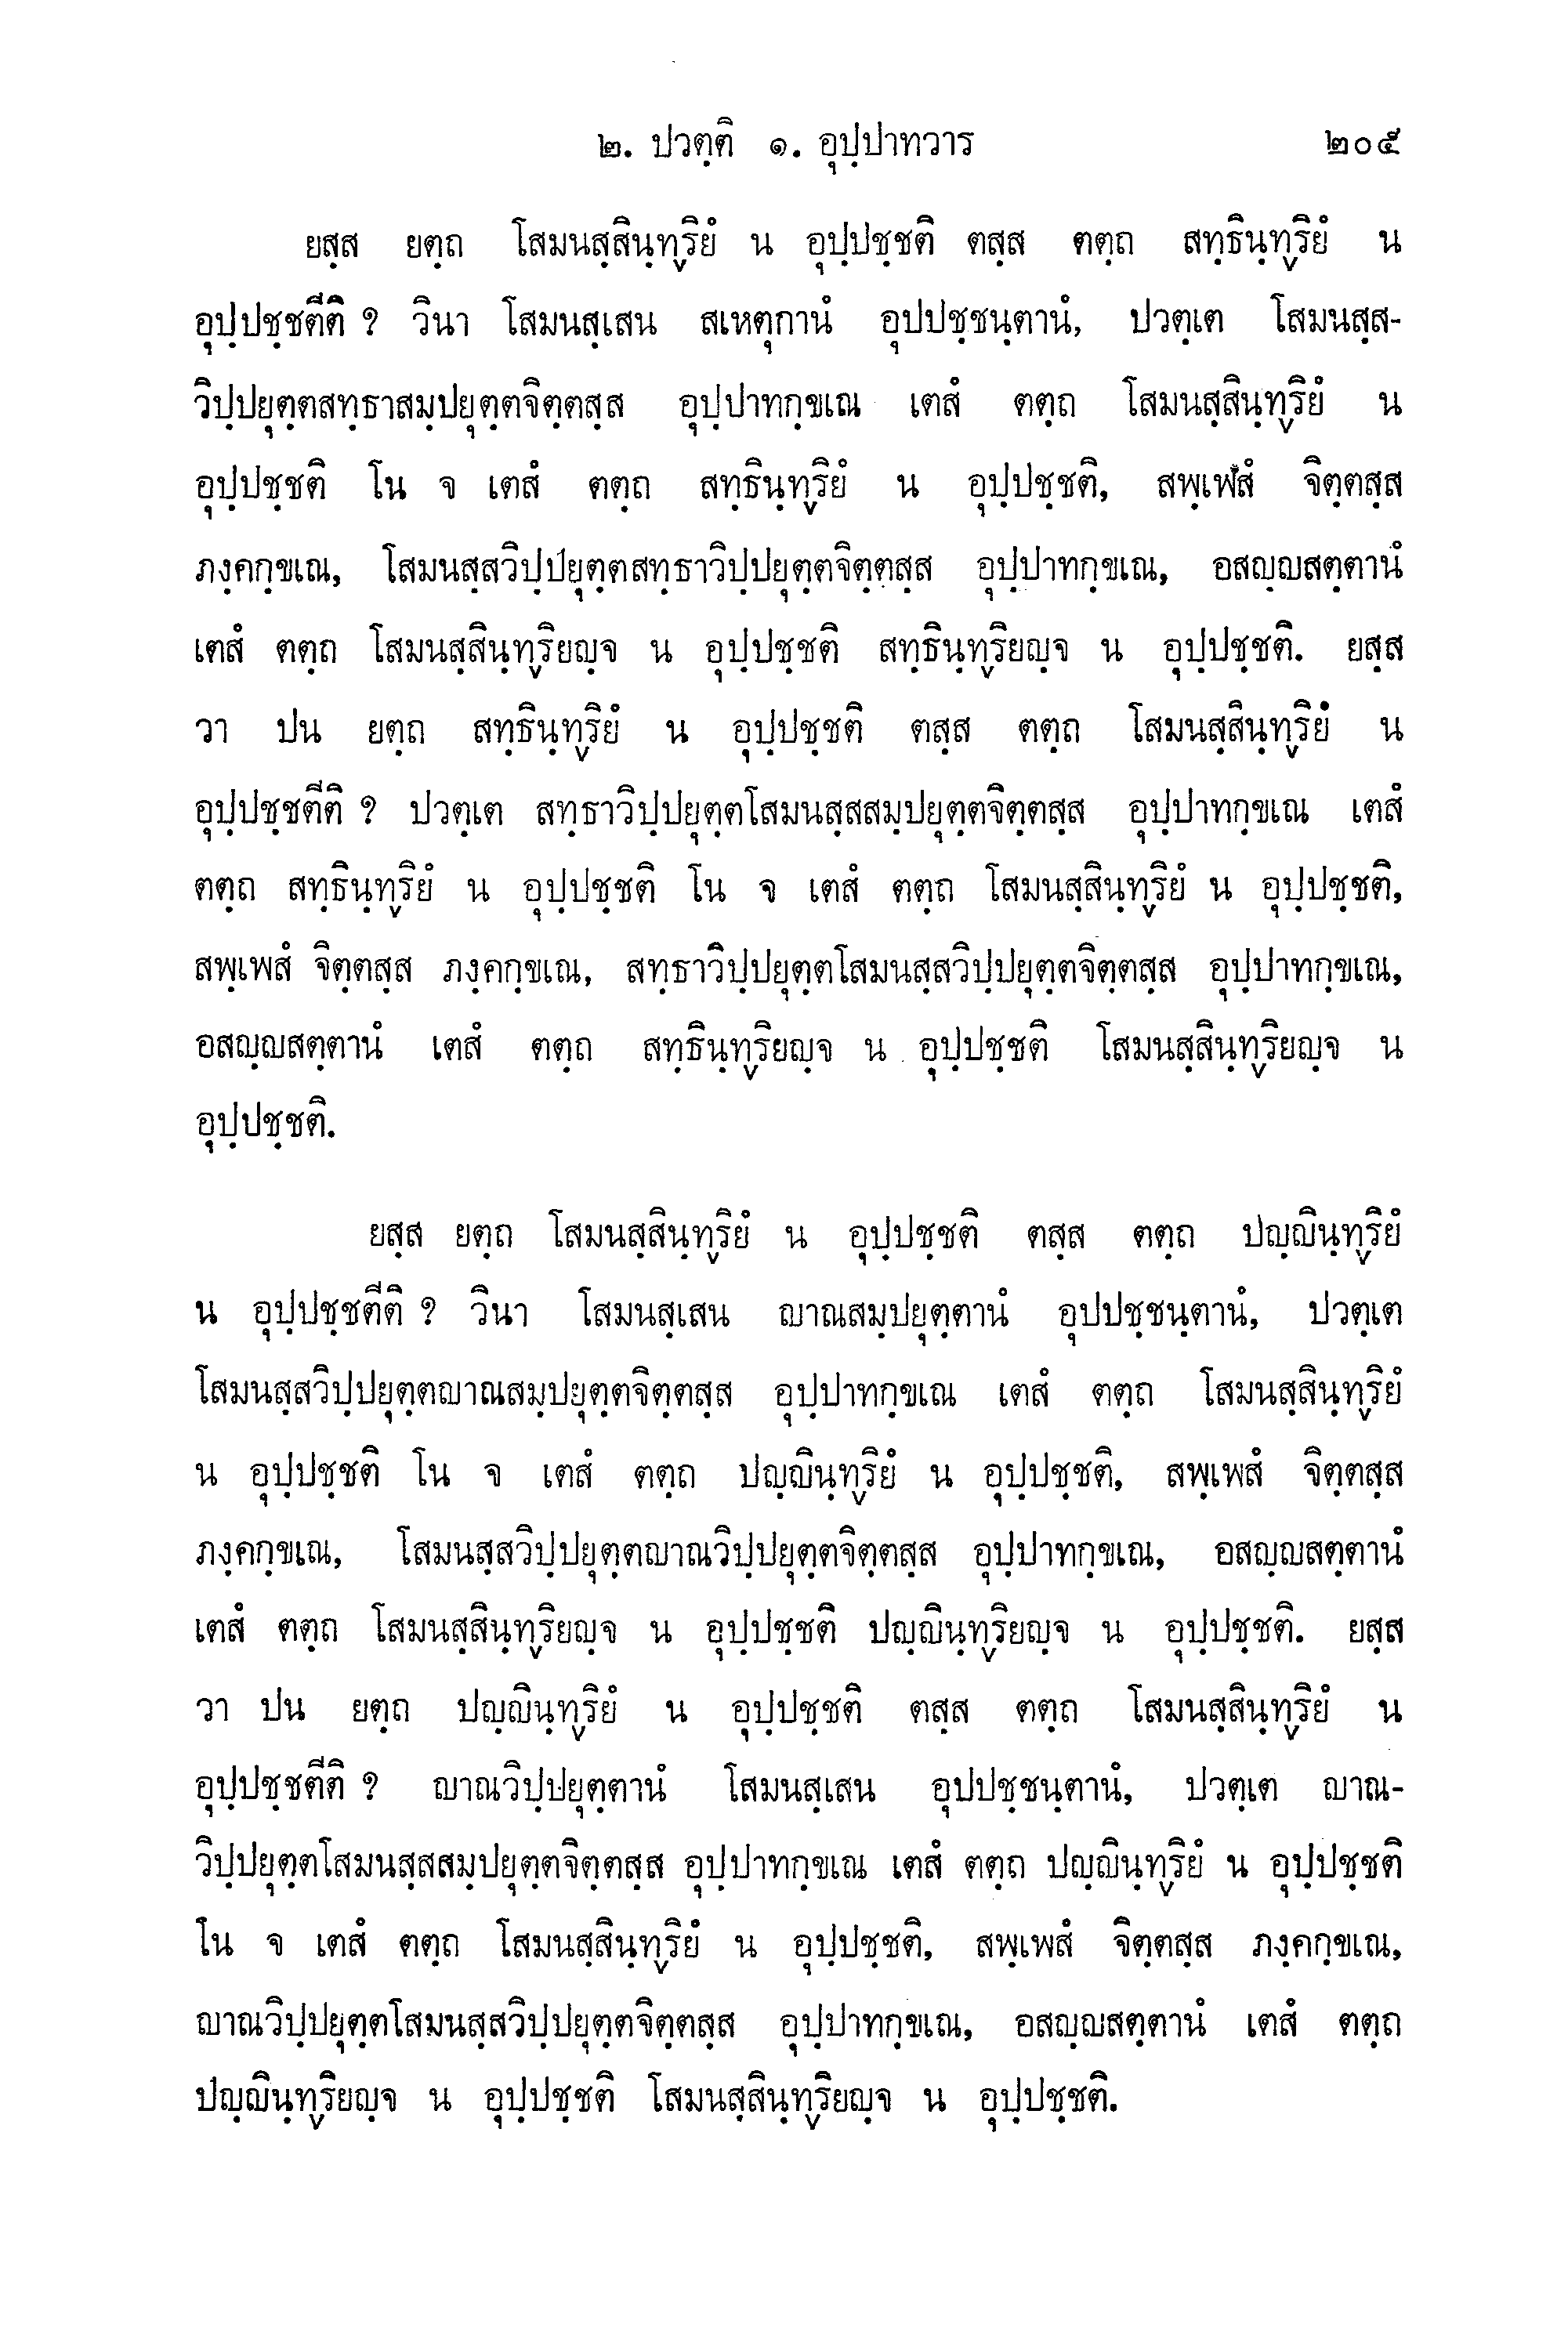 ๒. ปวตฺติ ๑. อุปฺปาทวาร ๒๐๕
ยสฺส ยตฺถ โสมนสฺสินฺทฺริยํ น อุปฺปชฺชติ ตสฺส ตตฺถ สทฺธินฺทฺริยํ น
อุปฺปชฺชตีติ ? วินา โสมนสฺเสน สเหตุกานํ อุปปชฺชนฺตานํ, ปวตฺเต โสมนสฺส-
วิปฺปยุตฺตสทฺธาสมฺปยุตฺตจิตฺตสฺส อุปฺปาทกฺขเณ เตสํ ตตฺถ โสมนสฺสินฺทฺริยํ น
อุปฺปชฺชติ โน จ เตสํ ตตฺถ สทฺธินฺทฺริยํ น อุปฺปชฺชติ, สพฺเพสํ จิตฺตสฺส
ภงฺคกฺขเณ, โสมนสฺสวิปฺปยุตฺตสทฺธาวิปฺปยุตฺตจิตฺตสฺส อุปฺปาทกฺขเณ, อสญฺญสตฺตานํ
เตสํ ตตฺถ โสมนสฺสินฺทฺริยญฺจ น อุปฺปชฺชติ สทฺธินฺทฺริยญฺจ น อุปฺปชฺชติ. ยสฺส
วา ปน ยตฺถ สทฺธินฺทฺริยํ น อุปฺปชฺชติ ตสฺส ตตฺถ โสมนสฺสินฺทฺริยํ น
อุปฺปชฺชตีติ ? ปวตฺเต สทฺธาวิปฺปยุตฺตโสมนสฺสสมฺปยุตฺตจิตฺตสฺส อุปฺปาทกฺขเณ เตสํ
ตตฺถ สทฺธินฺทฺริยํ น อุปฺปชฺชติ โน จ เตสํ ตตฺถ โสมนสฺสินฺทฺริยํ น อุปฺปชฺชติ,
สพฺเพสํ จิตฺตสฺส ภงฺคกฺขเณ, สทฺธาวิปฺปยุตฺตโสมนสฺสวิปฺปยุตฺตจิตฺตสฺส อุปฺปาทกฺขเณ,
อสญฺญสตฺตานํ เตสํ ตตฺถ สทฺธินฺทฺริยญฺจ น อุปฺปชฺชติ โสมนสฺสินฺทฺริยญฺจ น
อุปฺปชฺชติ.
ยสฺส ยตฺถ โสมนสฺสินฺทฺริยํ น อุปฺปชฺชติ ตสฺส ตตฺถ ปญฺญินฺทฺริยํ
น อุปฺปชฺชตีติ ? วินา โสมนสฺเสน ญาณสมฺปยุตฺตานํ อุปปชฺชนฺตานํ, ปวตฺเต
โสมนสฺสวิปฺปยุตฺตญาณสมฺปยุตฺตจิตฺตสฺส อุปฺปาทกฺขเณ เตสํ ตตฺถ โสมนสฺสินฺทฺริยํ
น อุปฺปชฺชติ โน จ เตสํ ตตฺถ ปญฺญินฺทฺริยํ น อุปฺปชฺชติ, สพฺเพสํ จิตฺตสฺส
ภงฺคกฺขเณ, โสมนสฺสวิปฺปยุตฺตญาณวิปฺปยุตฺตจิตฺตสฺส อุปฺปาทกฺขเณ, อสญฺญสตฺตานํ
เตสํ ตตฺถ โสมนสฺสินฺทฺริยญฺจ น อุปฺปชฺชติ ปญฺญินฺทฺริยญฺจ น อุปฺปชฺชติ. ยสฺส
วา ปน ยตฺถ ปญฺญินฺทฺริยํ น อุปฺปชฺชติ ตสฺส ตตฺถ โสมนสฺสินฺทฺริยํ น
อุปฺปชฺชตีติ ? ญาณวิปฺปยุตฺตานํ โสมนสฺเสน อุปปชฺชนฺตานํ, ปวตฺเต ญาณ-
วิปฺปยุตฺตโสมนสฺสสมฺปยุตฺตจิตฺตสฺส อุปฺปาทกฺขเณ เตสํ ตตฺถ ปญฺญินฺทฺริยํ น อุปฺปชฺชติ
โน จ เตสํ ตตฺถ โสมนสฺสินฺทฺริยํ น อุปฺปชฺชติ, สพฺเพสํ จิตฺตสฺส ภงฺคกฺขเณ,
ญาณวิปฺปยุตฺตโสมนสฺสวิปฺปยุตฺตจิตฺตสฺส อุปฺปาทกฺขเณ, อสญฺญสตฺตานํ เตสํ ตตฺถ
ปญฺญินฺทฺริยญฺจ น อุปฺปชฺชติ โสมนสฺสินฺทฺริยญฺจ น อุปฺปชฺชติ.